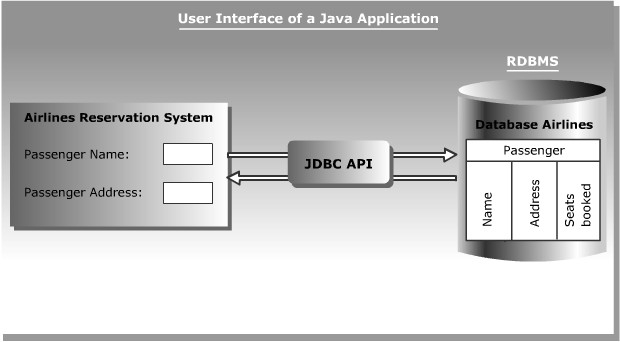 User Interface of a Java Application
RDBMS
Airlines Reservation System
Passenger Name:
Passenger Address:
JDBC API
Database Airlines
Passenger
Name
Address
Seats
booked